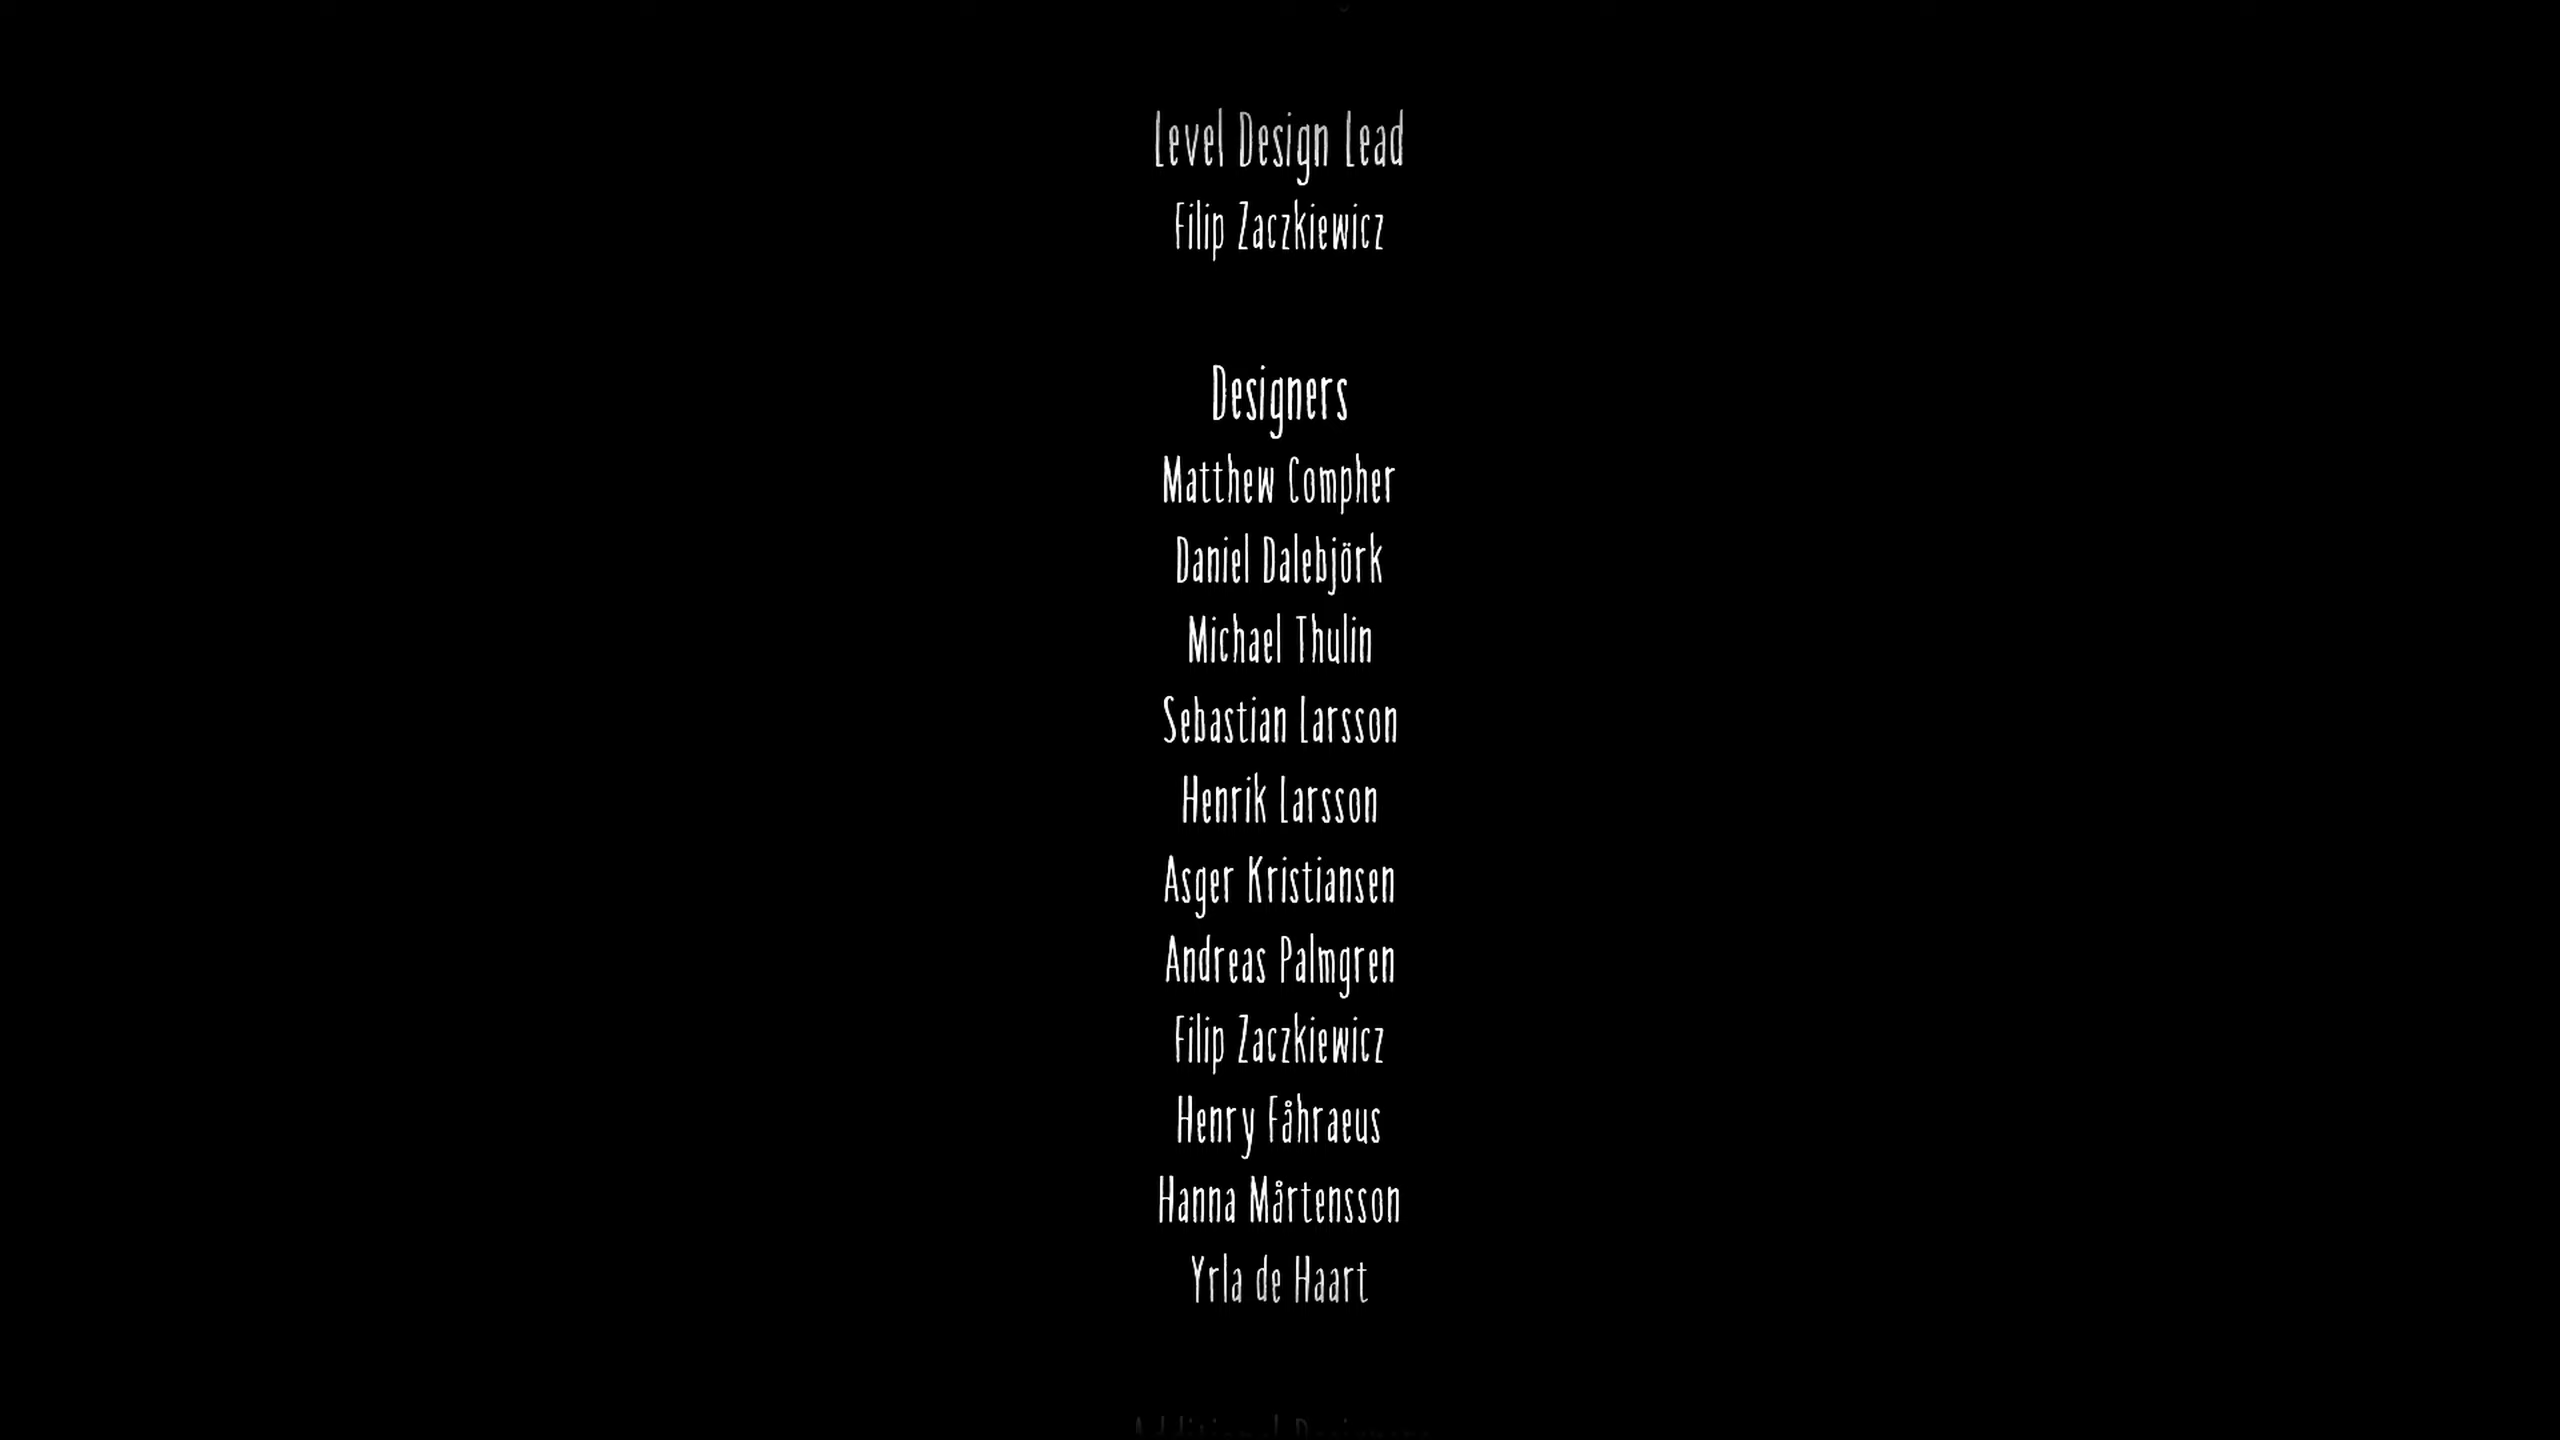 Level Design Lead
Filip Zaczkiewicz
Designers
Matthew Compher
Daniel Dalebjörk
Michael Thulin
Sebastian Larsson
Henrik Larsson
Asger Kristiansen
Andreas Palmgren
Filip Zaczkiewicz
Henry Fåhraeus
Hanna Mårtensson
Yrla de Haart